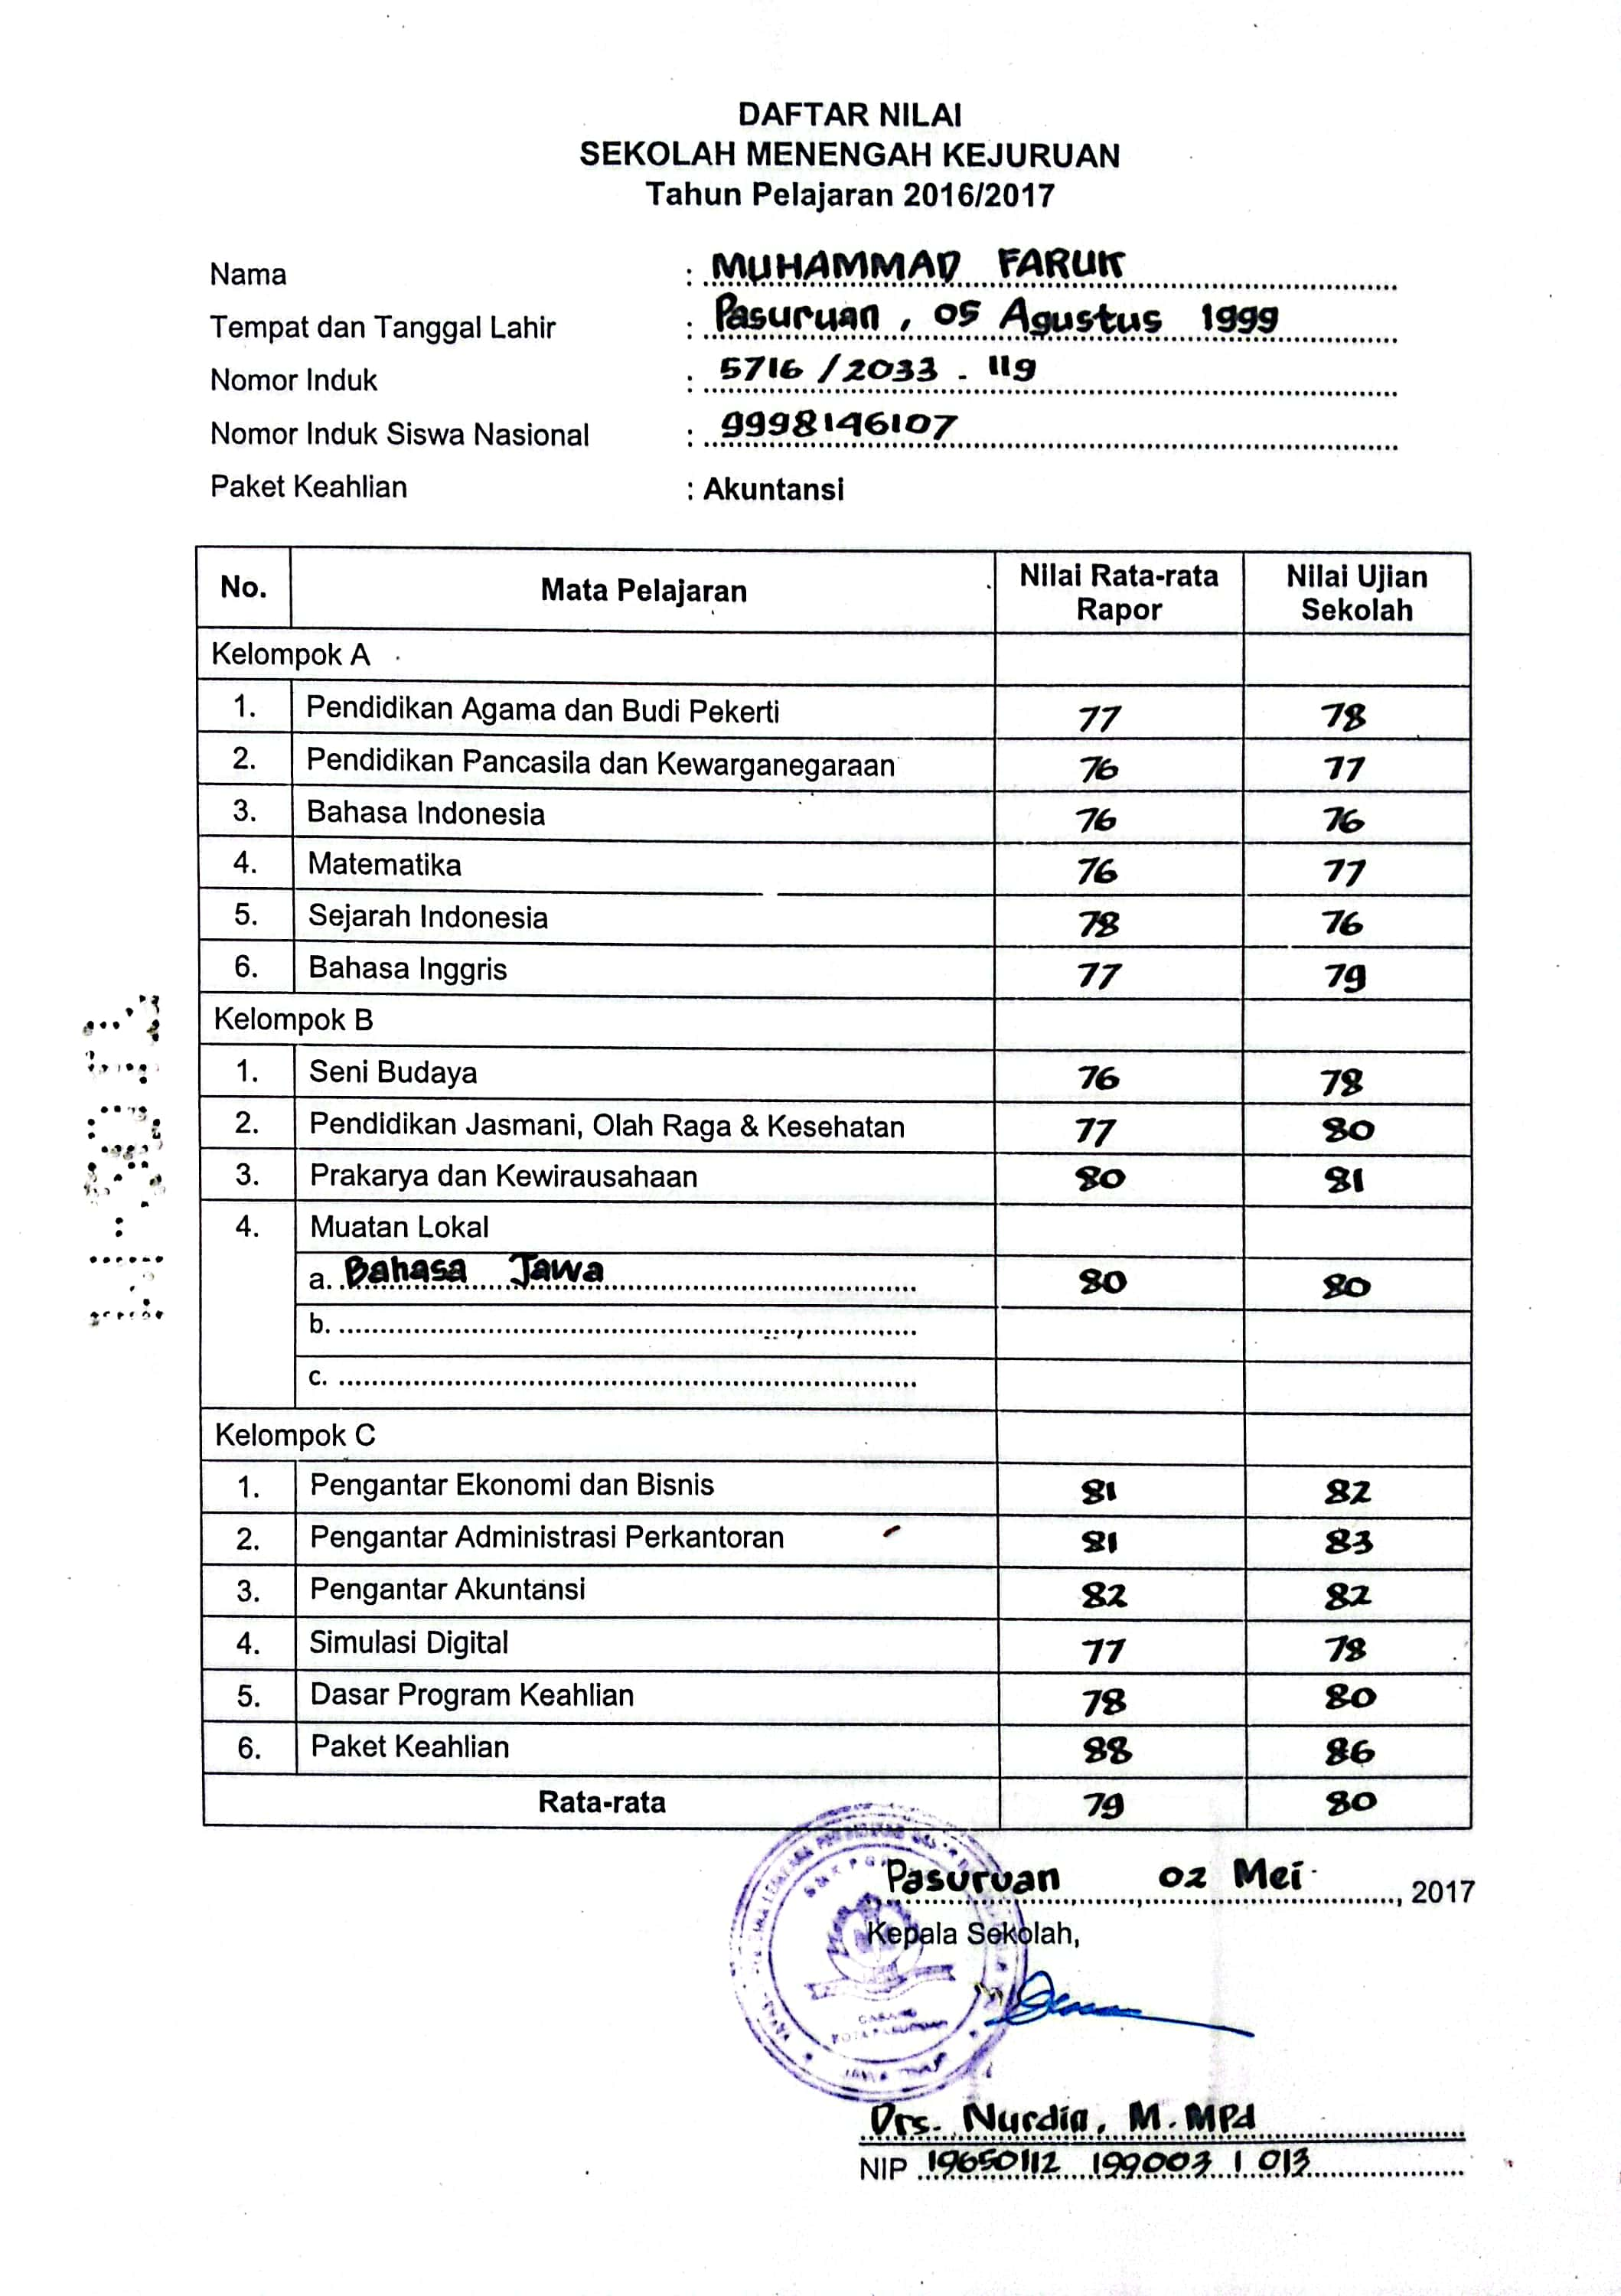 DAFTAR NILAI
SEKOLAH MENENGAH KEJURUAN
Tahun Pelajaran 2016/2017
Nama : MUHAMMAD FARUK
Tempat dan Tanggal Lahir : Pasuruan, 05 Agustus 1999
Nomor Induk : 5716 / 2033 - 119
Nomor Induk Siswa Nasional : 9998146107
Paket Keahlian : Akuntansi
No. Mata Pelajaran Nilai Rata-rata Rapor Nilai Ujian Sekolah
Kelompok A
1. Pendidikan Agama dan Budi Pekerti 77 78
2. Pendidikan Pancasila dan Kewarganegaraan 76 77
3. Bahasa Indonesia 76 76
4. Matematika 76 77
5. Sejarah Indonesia 78 76
6. Bahasa Inggris 77 79
Kelompok B
1. Seni Budaya 76 78
2. Pendidikan Jasmani, Olah Raga & Kesehatan 77 80
3. Prakarya dan Kewirausahaan 80 81
4. Muatan Lokal
a. Bahasa Jawa 80 80
b.
c.
Kelompok C
1. Pengantar Ekonomi dan Bisnis 81 82
2. Pengantar Administrasi Perkantoran 81 83
3. Pengantar Akuntansi 82 82
4. Simulasi Digital 77 78
5. Dasar Program Keahlian 78 80
6. Paket Keahlian 88 86
Rata-rata 79 80
Pasuruan, 02 Mei, 2017
Kepala Sekolah,
Drs. Nurdin, M.MPd
NIP 19650112 199003 1 013